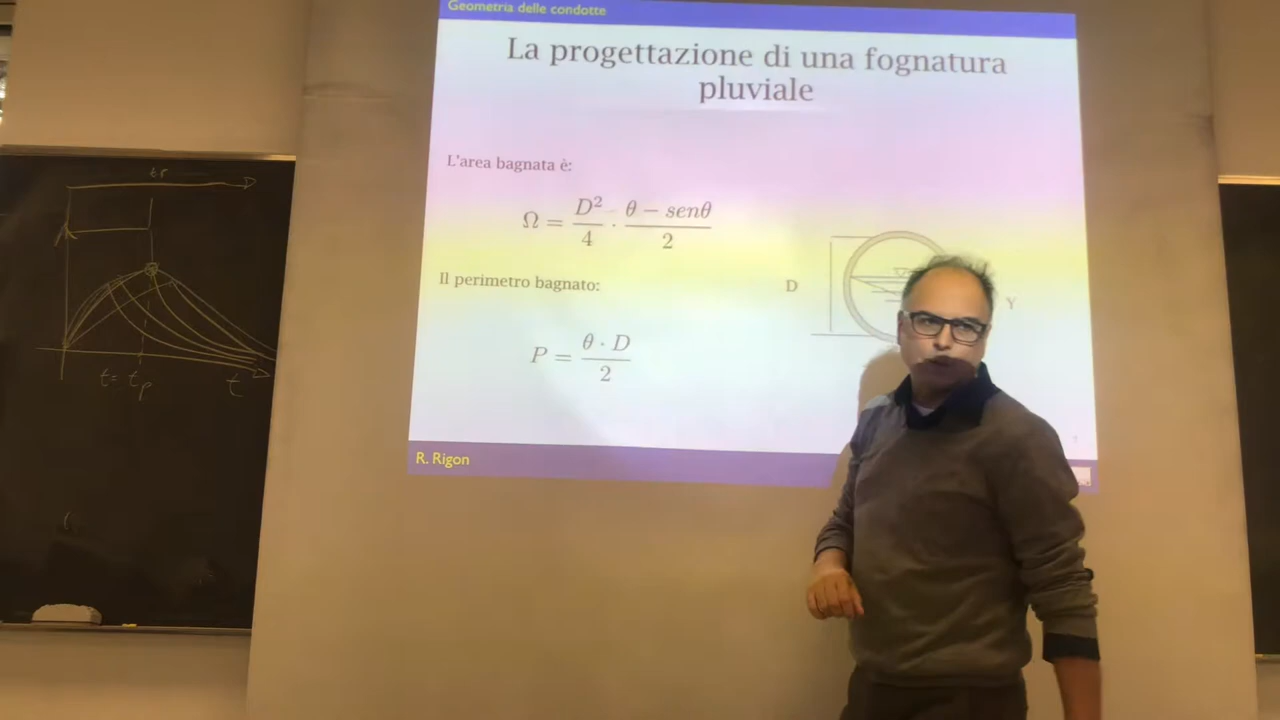 Geometria delle condotte
La progettazione di una fognatura
pluviale
L'area bagnata è:
Ω = D²/4 · θ − senθ/2
Il perimetro bagnato:
D
Y
P = θ · D/2
R. Rigon
t= tp
t